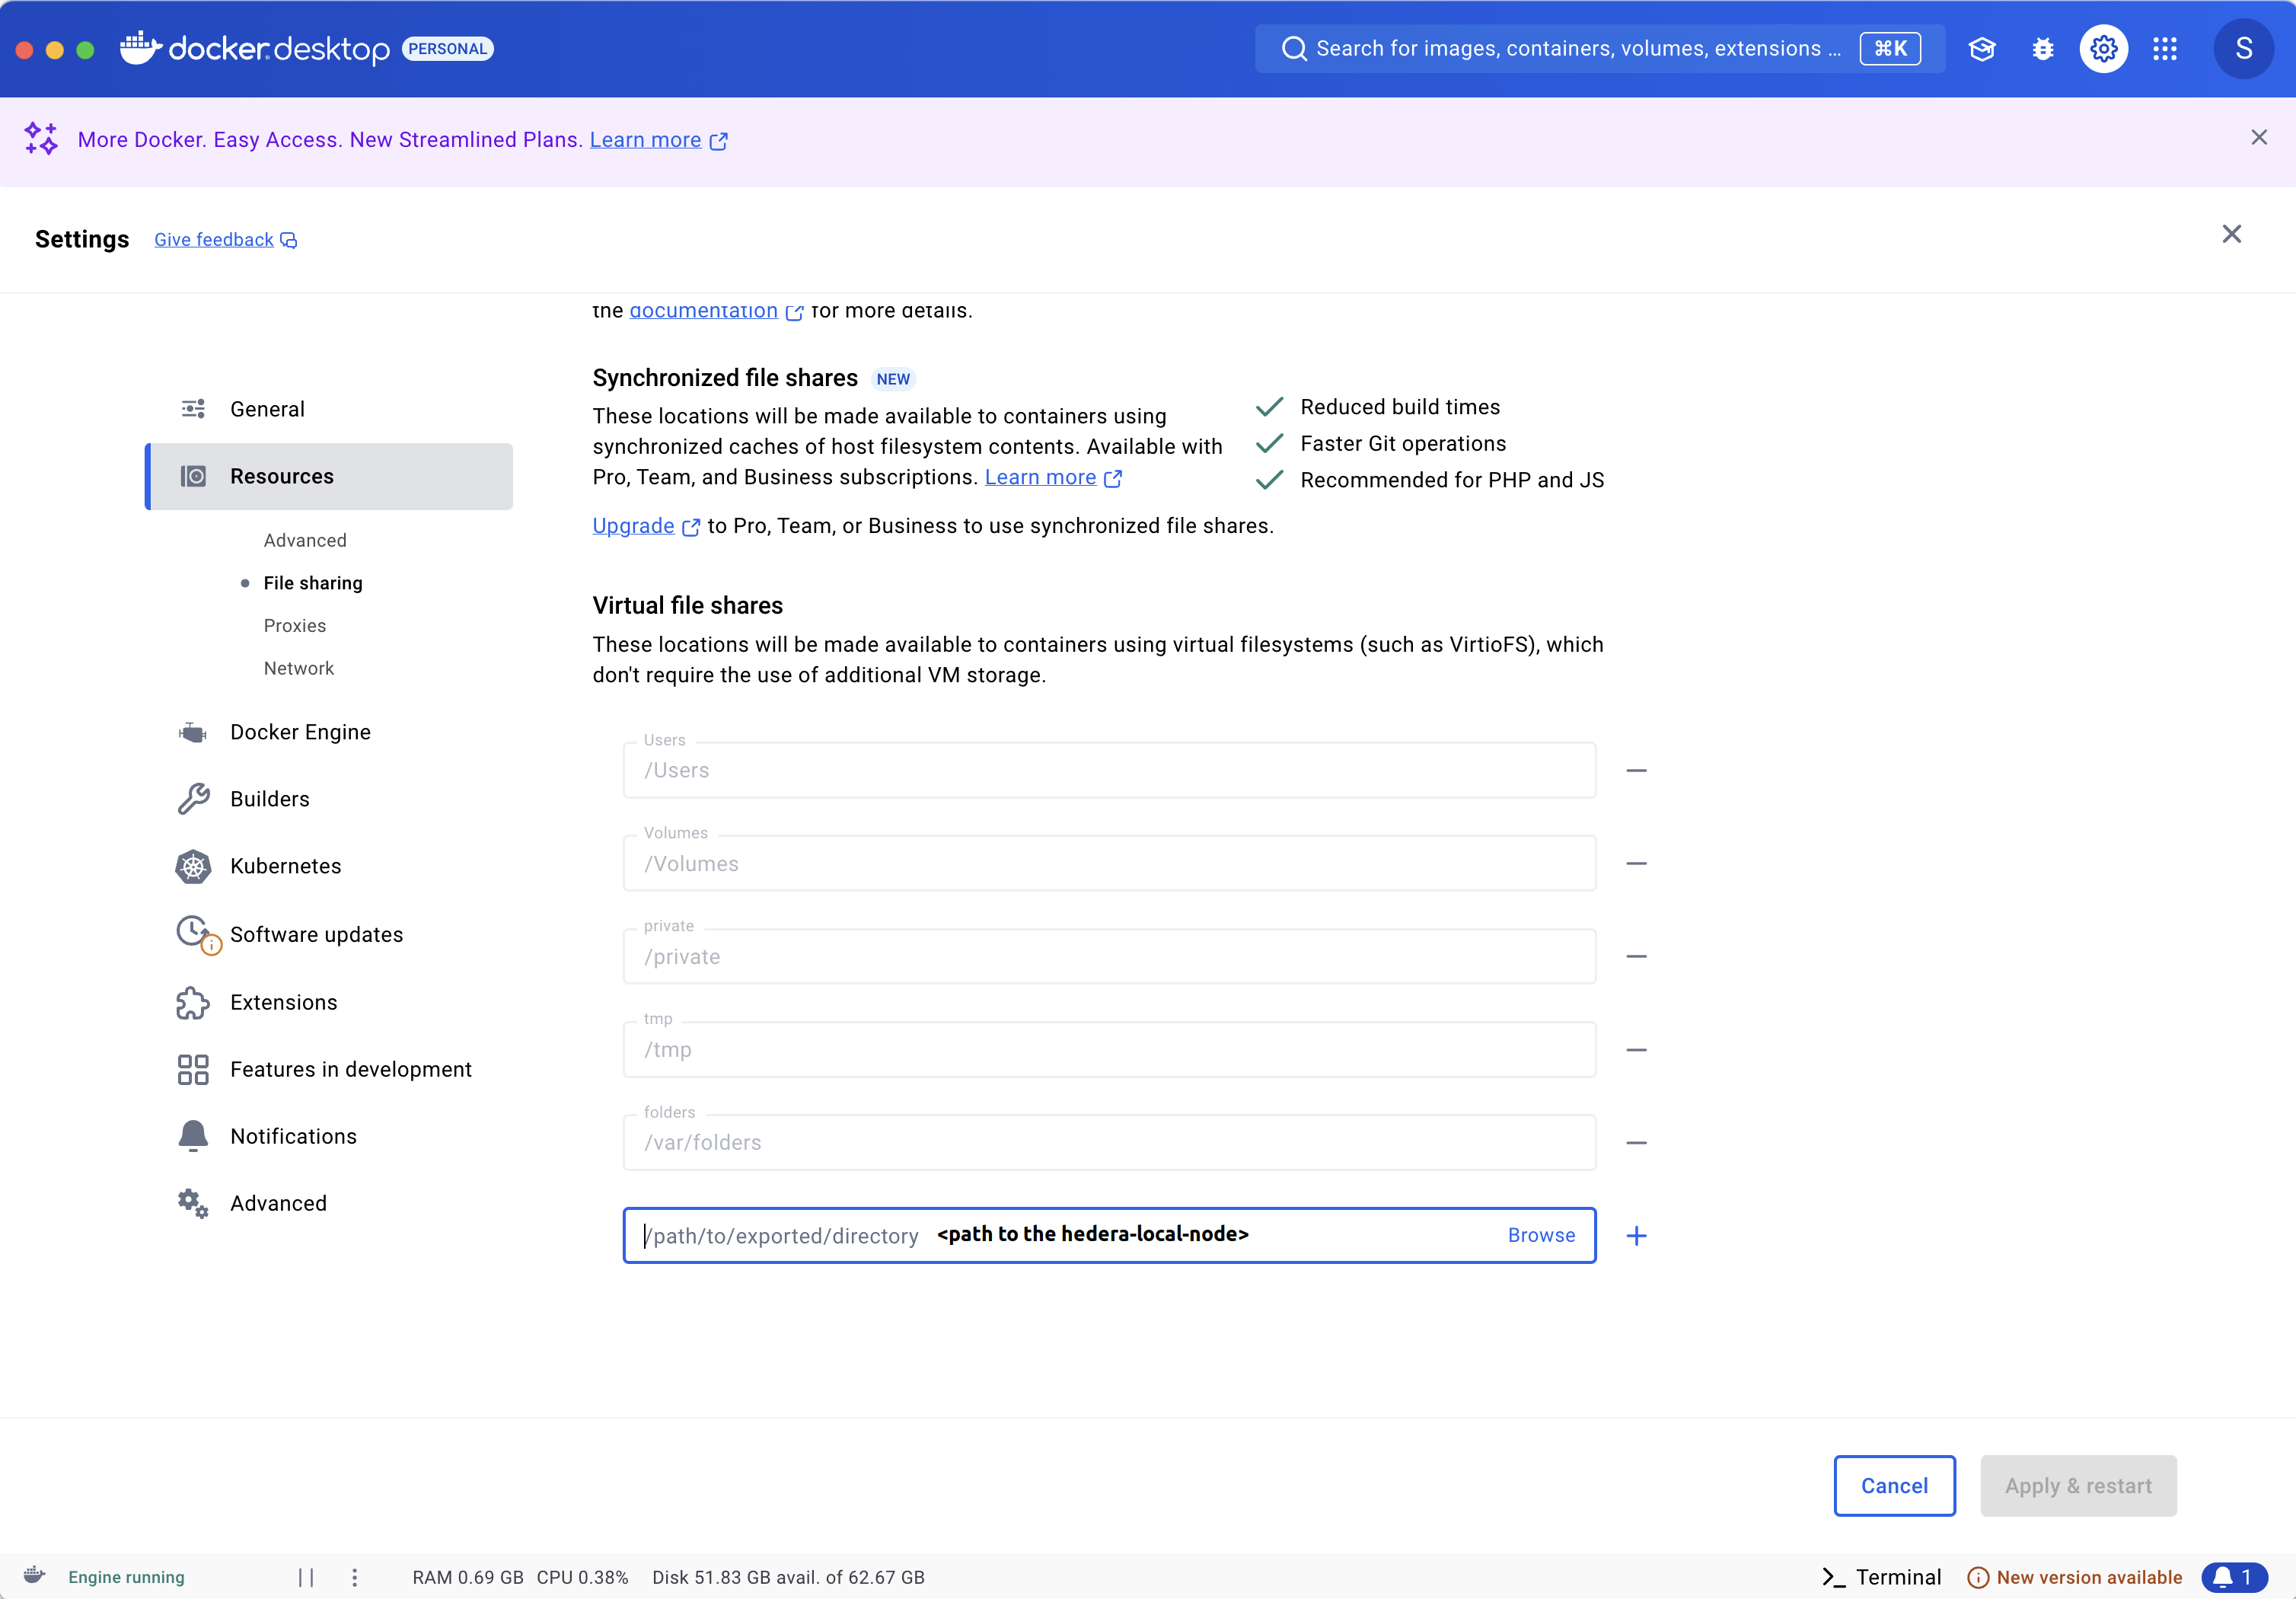 docker.desktop PERSONAL
Search for images, containers, volumes, extensions ... ⌘K
S
More Docker. Easy Access. New Streamlined Plans. Learn more
Settings Give feedback
the documentation for more details.
General
Resources
Advanced
File sharing
Proxies
Network
Docker Engine
Builders
Kubernetes
Software updates
Extensions
Features in development
Notifications
Advanced
Synchronized file shares NEW
These locations will be made available to containers using
synchronized caches of host filesystem contents. Available with
Pro, Team, and Business subscriptions. Learn more
Reduced build times
Faster Git operations
Recommended for PHP and JS
Upgrade to Pro, Team, or Business to use synchronized file shares.
Virtual file shares
These locations will be made available to containers using virtual filesystems (such as VirtioFS), which
don't require the use of additional VM storage.
Users
/Users
Volumes
/Volumes
private
/private
tmp
/tmp
folders
/var/folders
/path/to/exported/directory <path to the hedera-local-node> Browse
Cancel Apply & restart
Engine running RAM 0.69 GB CPU 0.38% Disk 51.83 GB avail. of 62.67 GB Terminal New version available 1